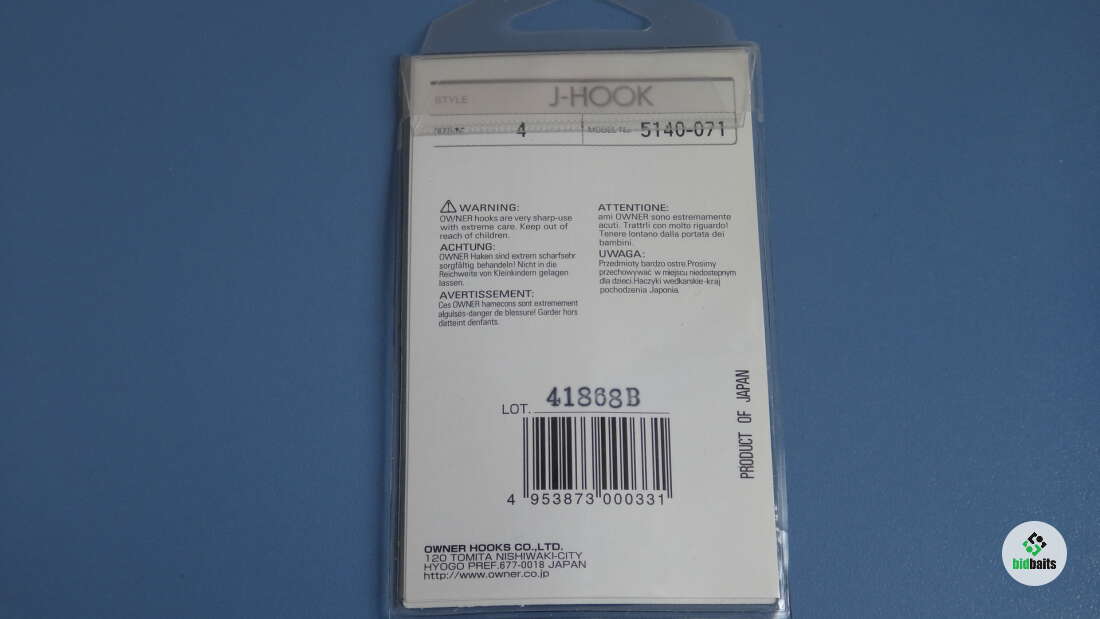 STYLE J-HOOK
4 MODEL 5140-071
WARNING:
OWNER hooks are very sharp-use
with extreme care. Keep out of
reach of children.
ACHTUNG:
OWNER Haken sind extrem scharfsehr
sorgfältig behandeln! Nicht in die
Reichweite von Kleinkindern gelagen
lassen.
AVERTISSEMENT:
Ces OWNER hamecons sont extremement
alguisés-danger de blessure! Garder hors
datteint denfants.
ATTENTIONE:
ami OWNER sono estremamente
acuti. Trattrli con molto riguardo!
Tenere lontano dalla portata dei
bambini.
UWAGA:
Przedmioty bardzo ostre.Prosimy
przechowywać w miejscu niedostępnym
dla dzieci.Haczyki wedkarskie-kraj
pochodzenia Japonia.
LOT. 41868B
4 953873 000331
PRODUCT OF JAPAN
OWNER HOOKS CO.,LTD.
120 TOMITA NISHIWAKI-CITY
HYOGO PREF.677-0018 JAPAN
http://www.owner.co.jp
bidbaits